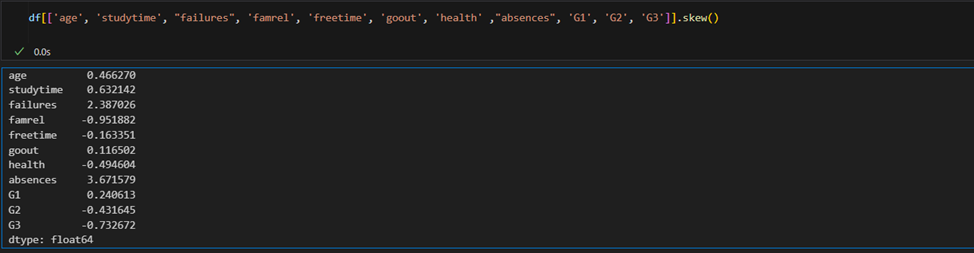 df[['age', 'studytime', "failures", 'famrel', 'freetime', 'goout', 'health' ,"absences", 'G1', 'G2', 'G3']].skew()
0.0s
age 0.466270
studytime 0.632142
failures 2.387026
famrel -0.951882
freetime -0.163351
goout 0.116502
health -0.494604
absences 3.671579
G1 0.240613
G2 -0.431645
G3 -0.732672
dtype: float64